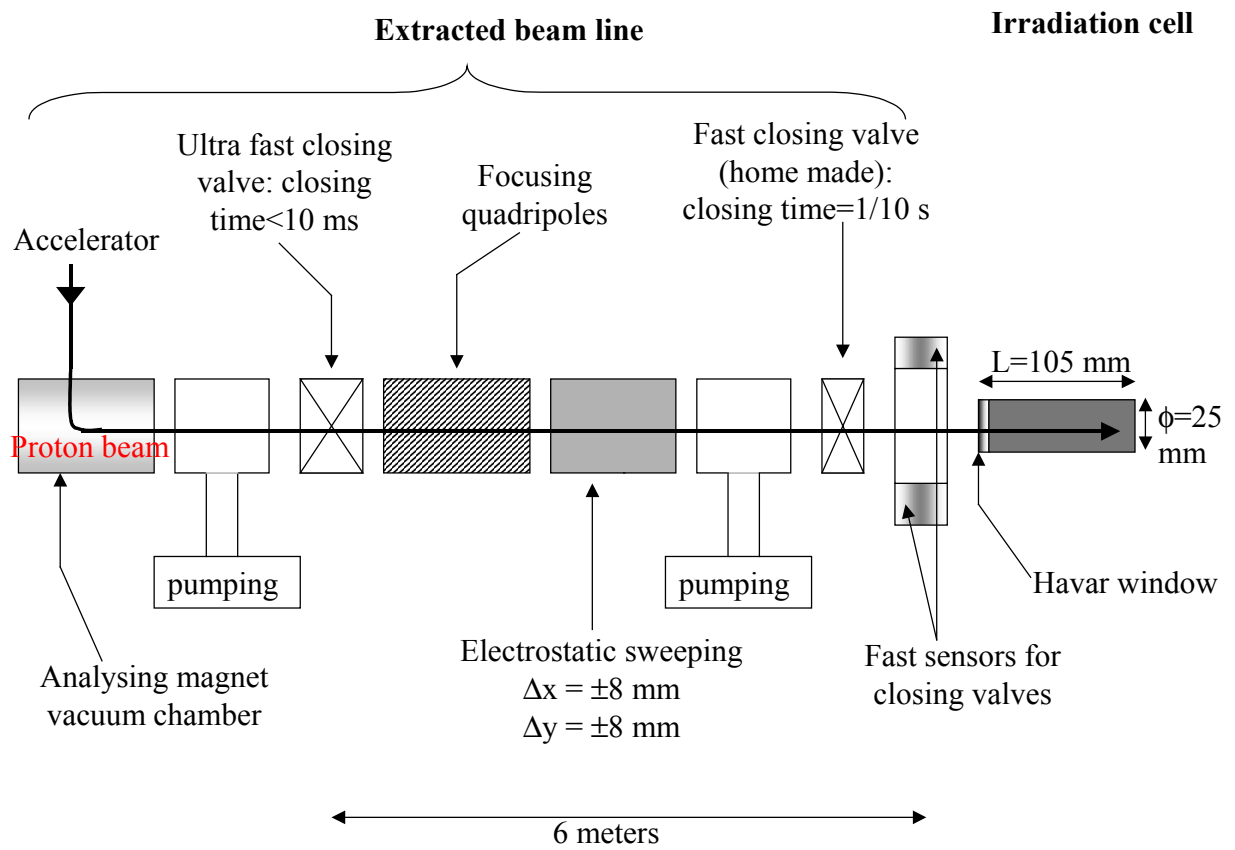 Extracted beam line
Irradiation cell
Ultra fast closing
valve: closing
time<10 ms
Focusing
quadripoles
Fast closing valve
(home made):
closing time=1/10 s
Accelerator
L=105 mm
ϕ=25
mm
Proton beam
pumping
pumping
Havar window
Analysing magnet
vacuum chamber
Electrostatic sweeping
Δx = ±8 mm
Δy = ±8 mm
Fast sensors for
closing valves
6 meters